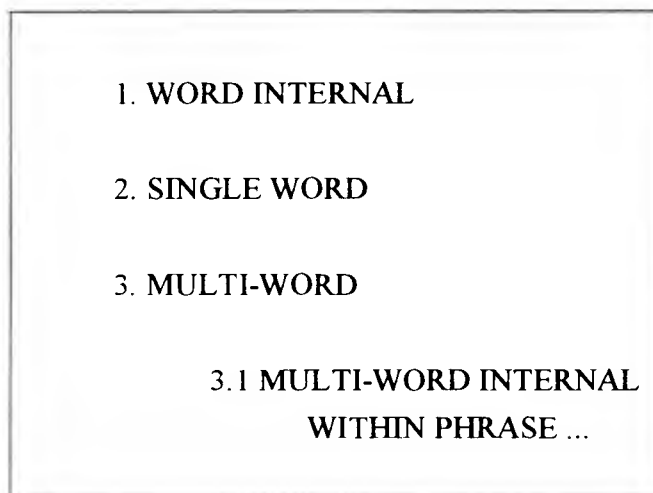 1. WORD INTERNAL
2. SINGLE WORD
3. MULTI-WORD
3.1 MULTI-WORD INTERNAL
WITHIN PHRASE ...